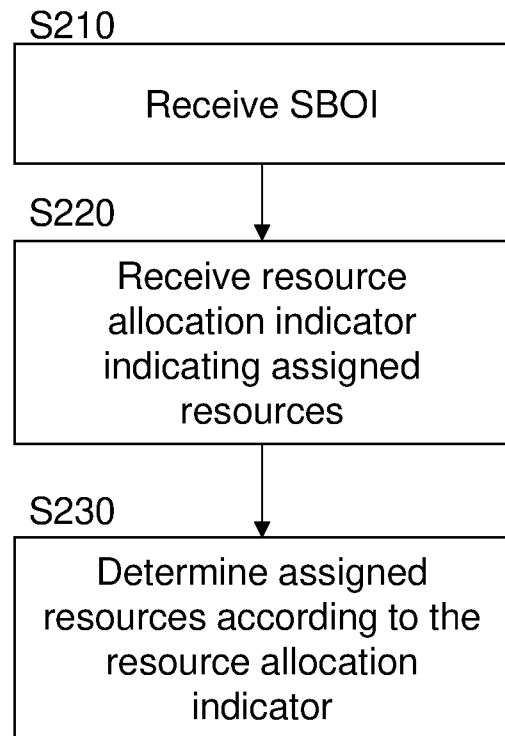 S210
Receive SBOI
S220
Receive resource
allocation indicator
indicating assigned
resources
S230
Determine assigned
resources according to the
resource allocation
indicator